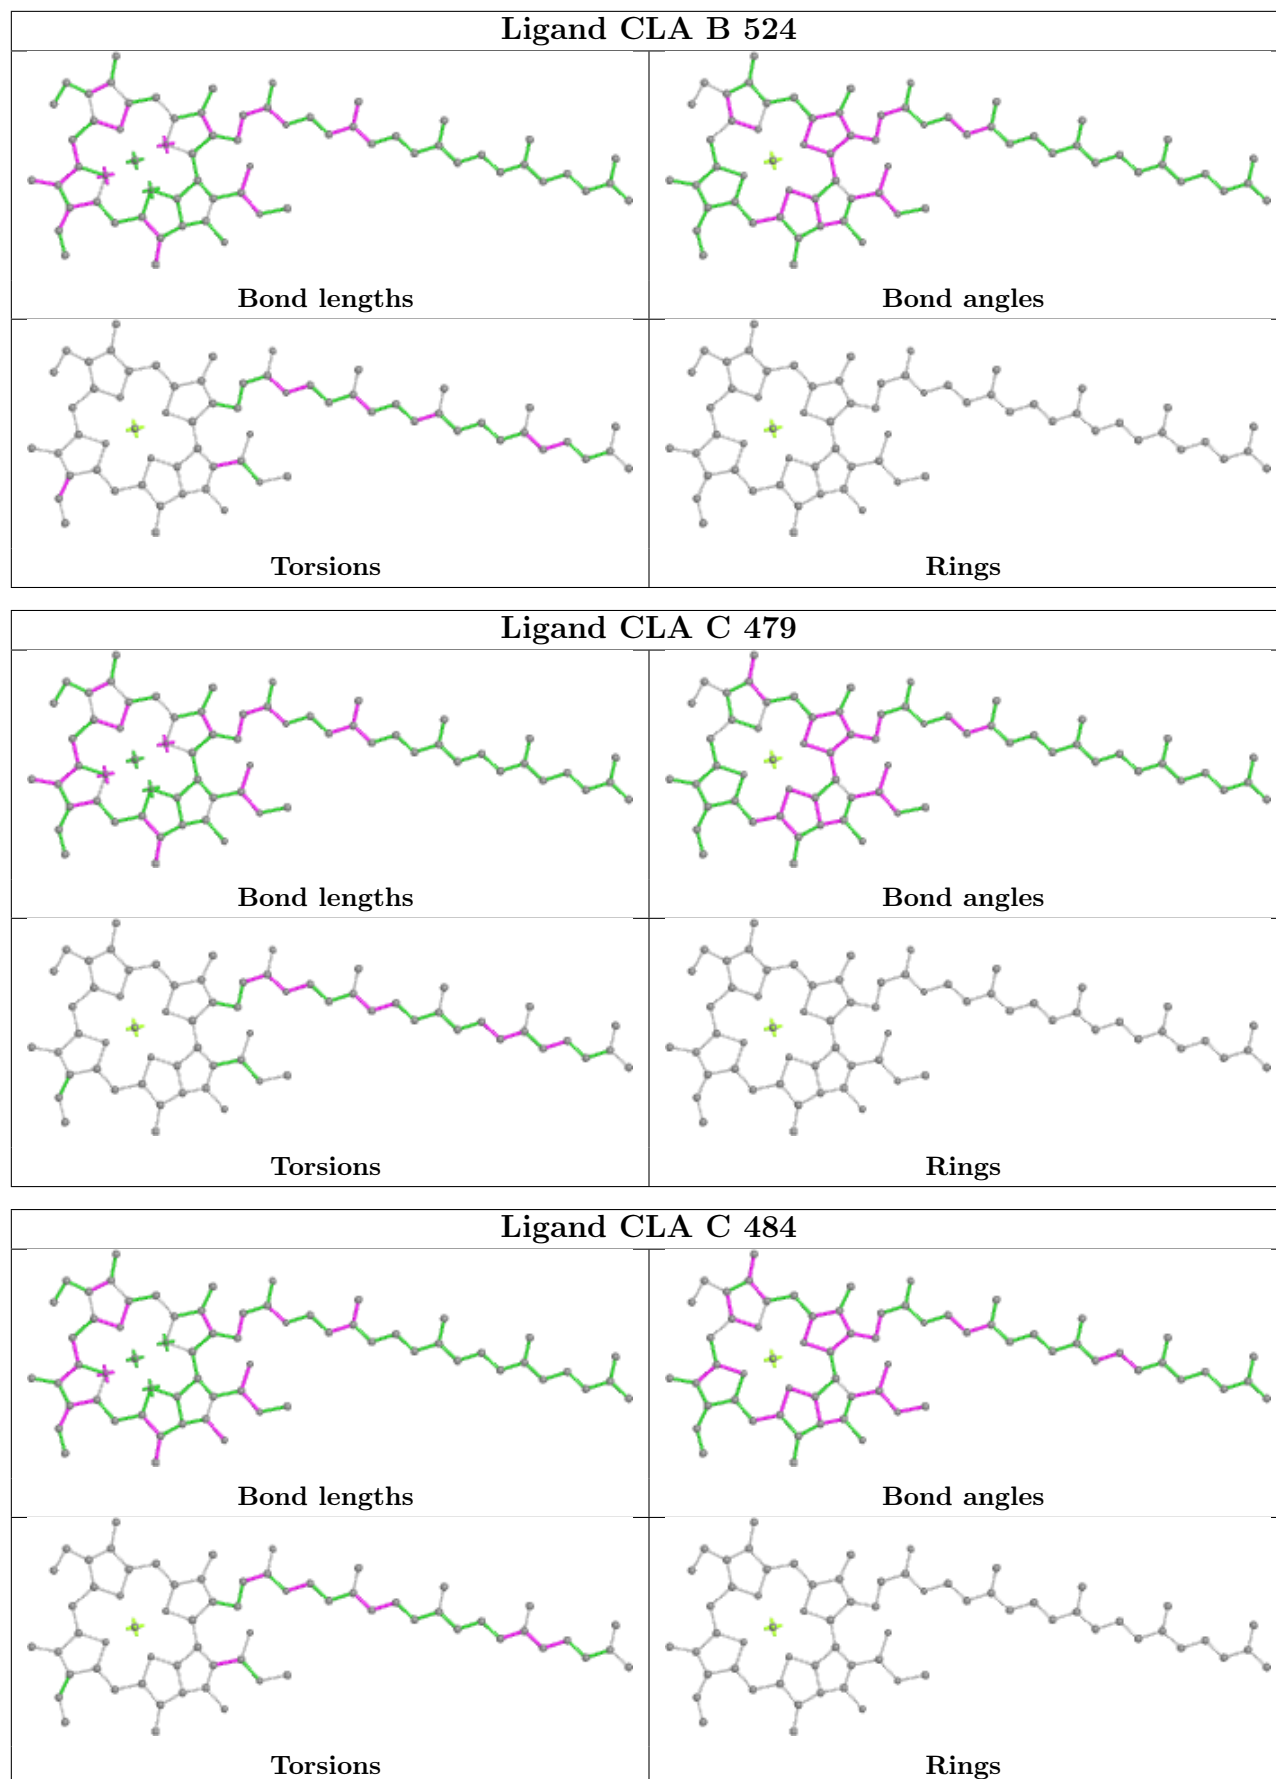 Ligand CLA B 524
Bond lengths
Bond angles
Torsions
Rings
Ligand CLA C 479
Bond lengths
Bond angles
Torsions
Rings
Ligand CLA C 484
Bond lengths
Bond angles
Torsions
Rings